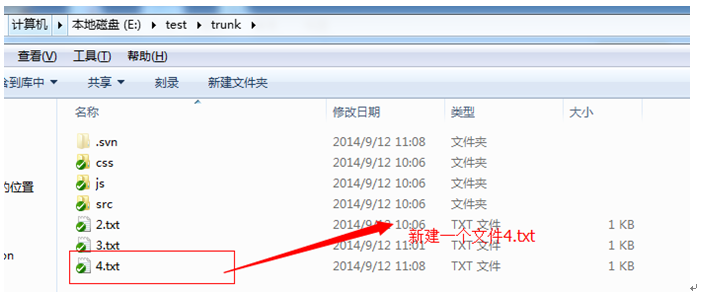 计算机 ▸ 本地磁盘 (E:) ▸ test ▸ trunk ▸
查看(V) 工具(T) 帮助(H)
含到库中 ▼ 共享 ▼ 刻录 新建文件夹
名称 修改日期 类型 大小
.svn 2014/9/12 11:08 文件夹
css 2014/9/12 10:06 文件夹
js 2014/9/12 10:06 文件夹
的位置
src 2014/9/12 10:06 文件夹
2.txt 2014/9/12 10:06 TXT 文件 1 KB
新建一个文件4.txt
3.txt 2014/9/12 11:01 TXT 文件 1 KB
on
4.txt 2014/9/12 11:08 TXT 文件 1 KB